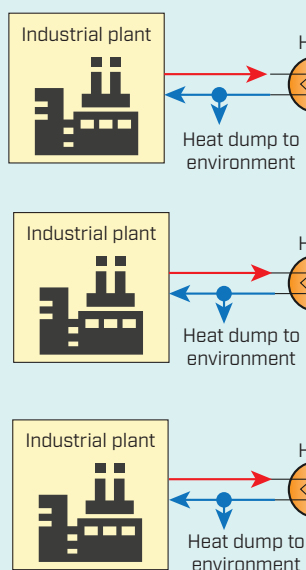 Industrial plant
H
Heat dump to
environment
Industrial plant
H
Heat dump to
environment
Industrial plant
H
Heat dump to
environment